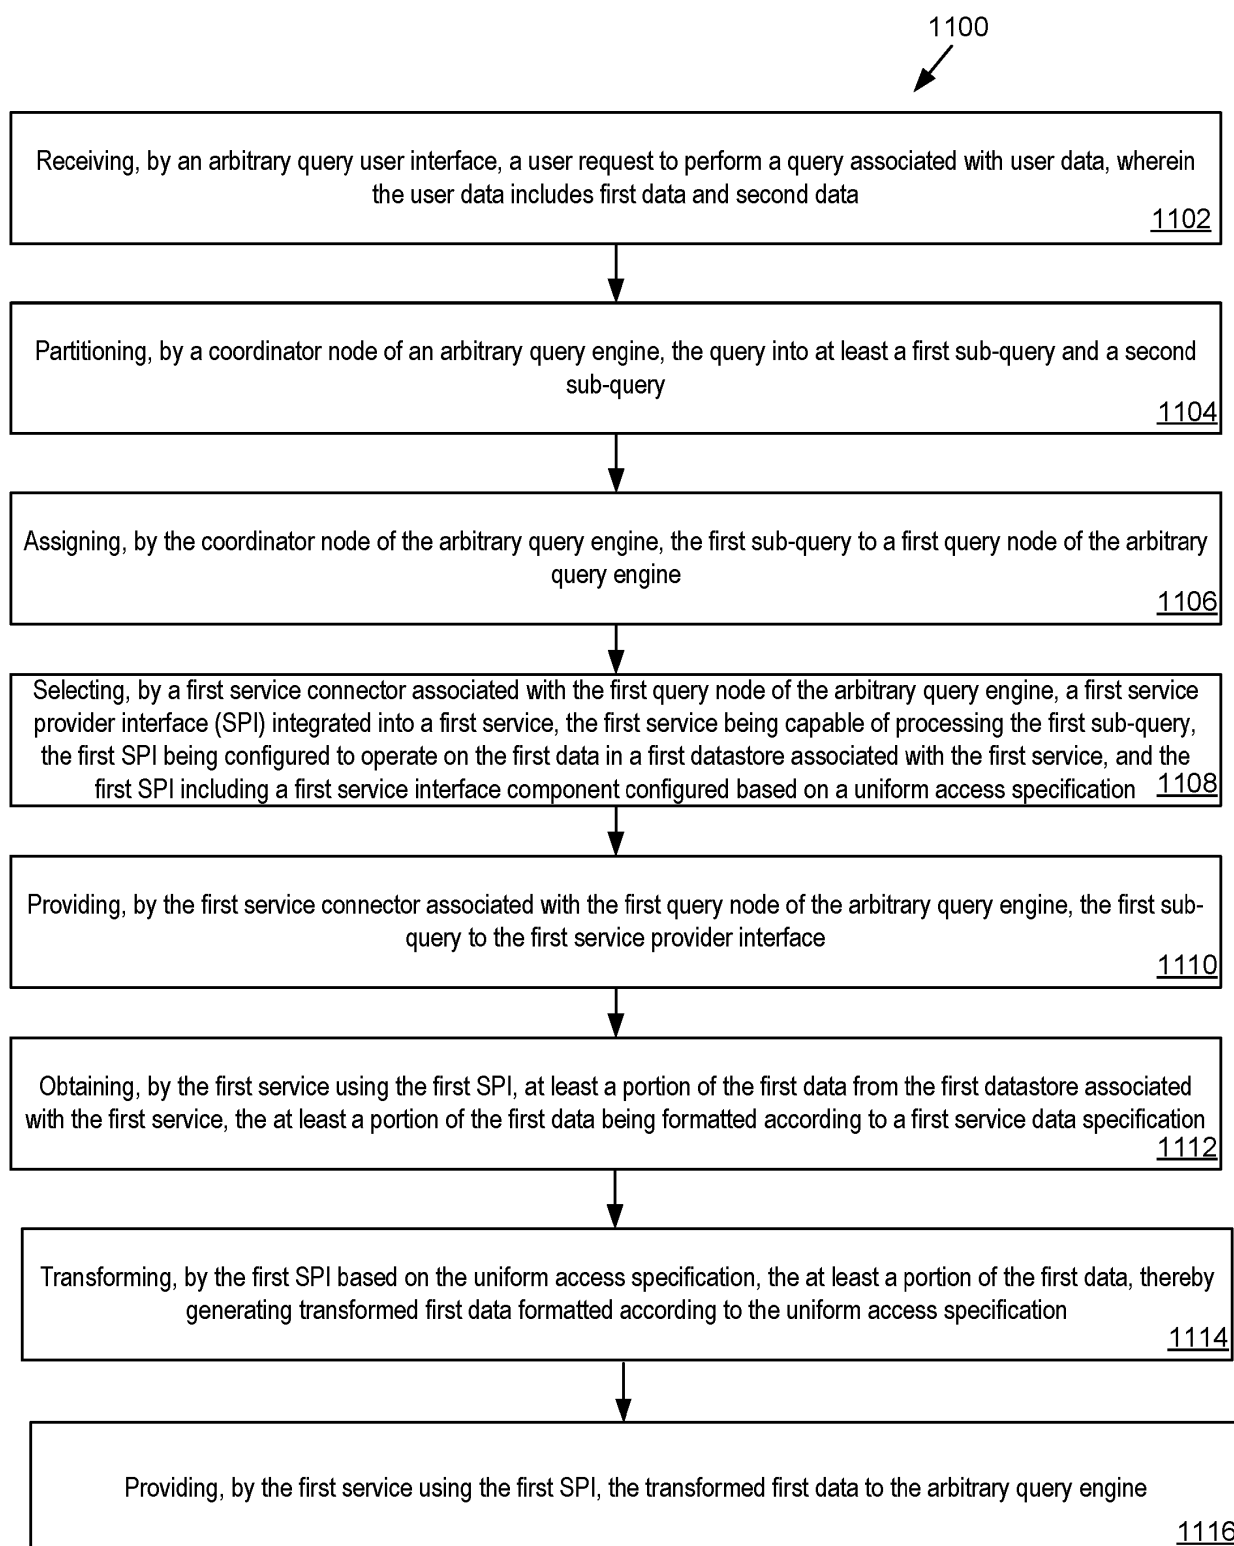 1100
Receiving, by an arbitrary query user interface, a user request to perform a query associated with user data, wherein
the user data includes first data and second data
1102
Partitioning, by a coordinator node of an arbitrary query engine, the query into at least a first sub-query and a second
sub-query
1104
Assigning, by the coordinator node of the arbitrary query engine, the first sub-query to a first query node of the arbitrary
query engine
1106
Selecting, by a first service connector associated with the first query node of the arbitrary query engine, a first service
provider interface (SPI) integrated into a first service, the first service being capable of processing the first sub-query,
the first SPI being configured to operate on the first data in a first datastore associated with the first service, and the
first SPI including a first service interface component configured based on a uniform access specification
1108
Providing, by the first service connector associated with the first query node of the arbitrary query engine, the first sub-
query to the first service provider interface
1110
Obtaining, by the first service using the first SPI, at least a portion of the first data from the first datastore associated
with the first service, the at least a portion of the first data being formatted according to a first service data specification
1112
Transforming, by the first SPI based on the uniform access specification, the at least a portion of the first data, thereby
generating transformed first data formatted according to the uniform access specification
1114
Providing, by the first service using the first SPI, the transformed first data to the arbitrary query engine
1116